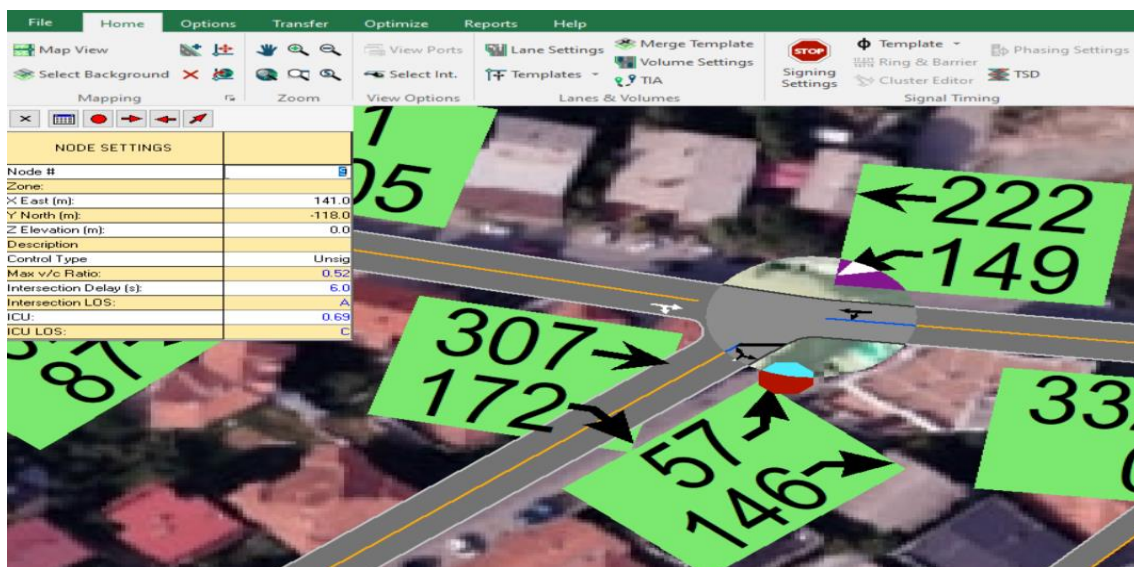 File Home Options Transfer Optimize Reports Help
Map View View Ports Lane Settings Merge Template STOP Φ Template Phasing Settings
Volume Settings Ring & Barrier
Select Background Select Int. Templates TIA Signing Settings Cluster Editor TSD
Mapping Zoom View Options Lanes & Volumes Signal Timing
NODE SETTINGS
Node # 9
Zone:
X East (m): 141.0
Y North (m): -118.0
Z Elevation (m): 0.0
Description
Control Type Unsig
Max v/c Ratio: 0.52
Intersection Delay (s): 6.0
Intersection LOS: A
ICU: 0.69
ICU LOS: C
222
149
307
172
57
146